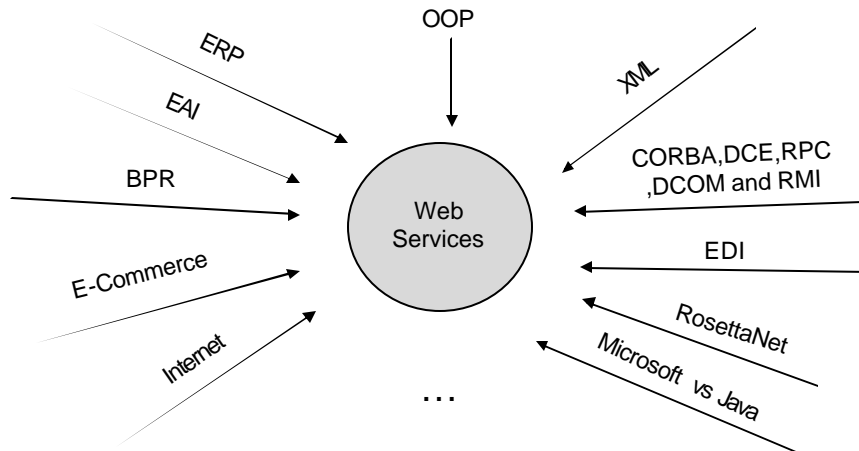 OOP
ERP
XML
EAI
CORBA,DCE,RPC
,DCOM and RMI
BPR
Web
Services
EDI
E-Commerce
RosettaNet
Internet
Microsoft vs Java
...